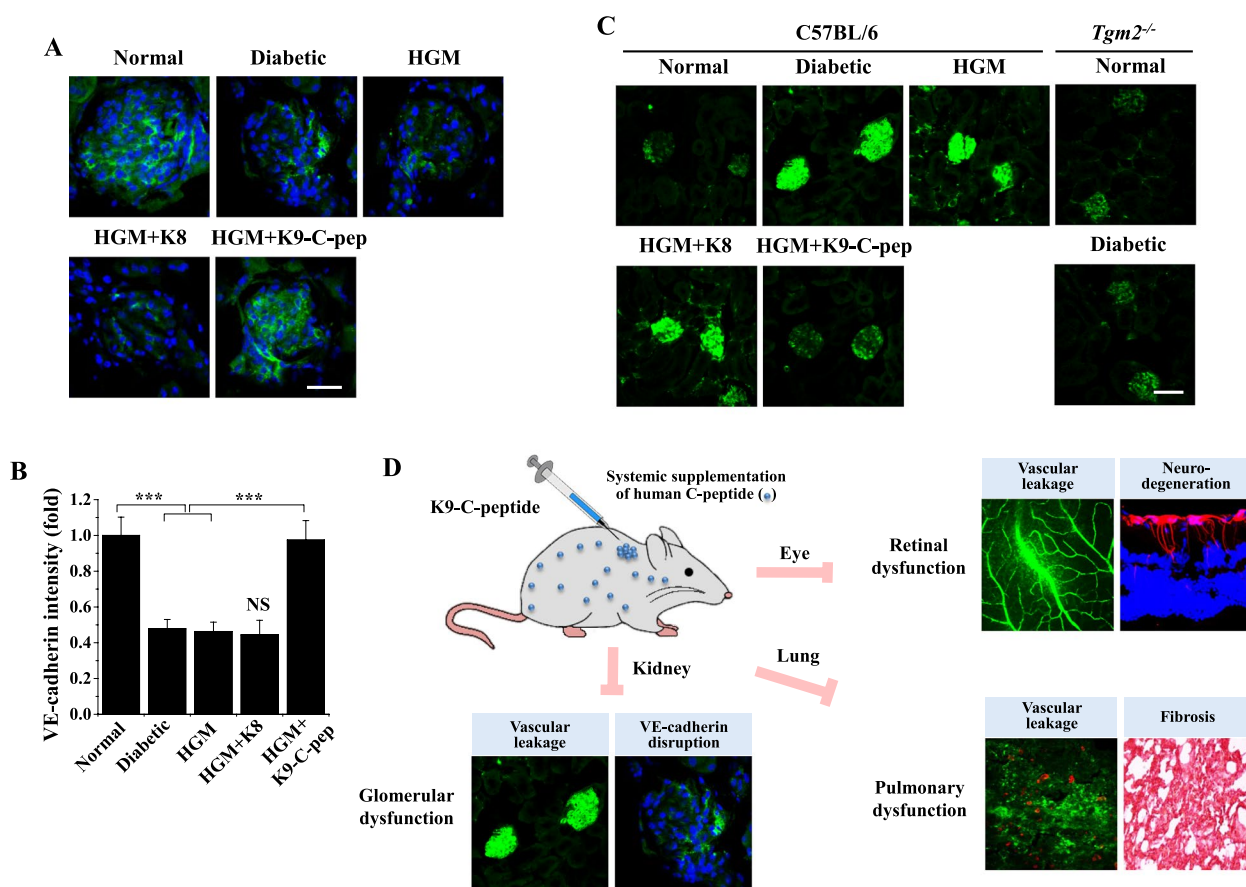 A
Normal
Diabetic
HGM
HGM+K8
HGM+K9-C-pep
B
VE-cadherin intensity (fold)
1.2
1.0
0.8
0.6
0.4
0.2
0.0
***
***
NS
Normal
Diabetic
HGM
HGM+K8
HGM+
K9-C-pep
C
C57BL/6
Tgm2-/-
Normal
Diabetic
HGM
Normal
HGM+K8
HGM+K9-C-pep
Diabetic
D
K9-C-peptide
Systemic supplementation
of human C-peptide ( )
Eye
Retinal
dysfunction
Vascular
leakage
Neuro-
degeneration
Kidney
Lung
Glomerular
dysfunction
Vascular
leakage
VE-cadherin
disruption
Pulmonary
dysfunction
Vascular
leakage
Fibrosis